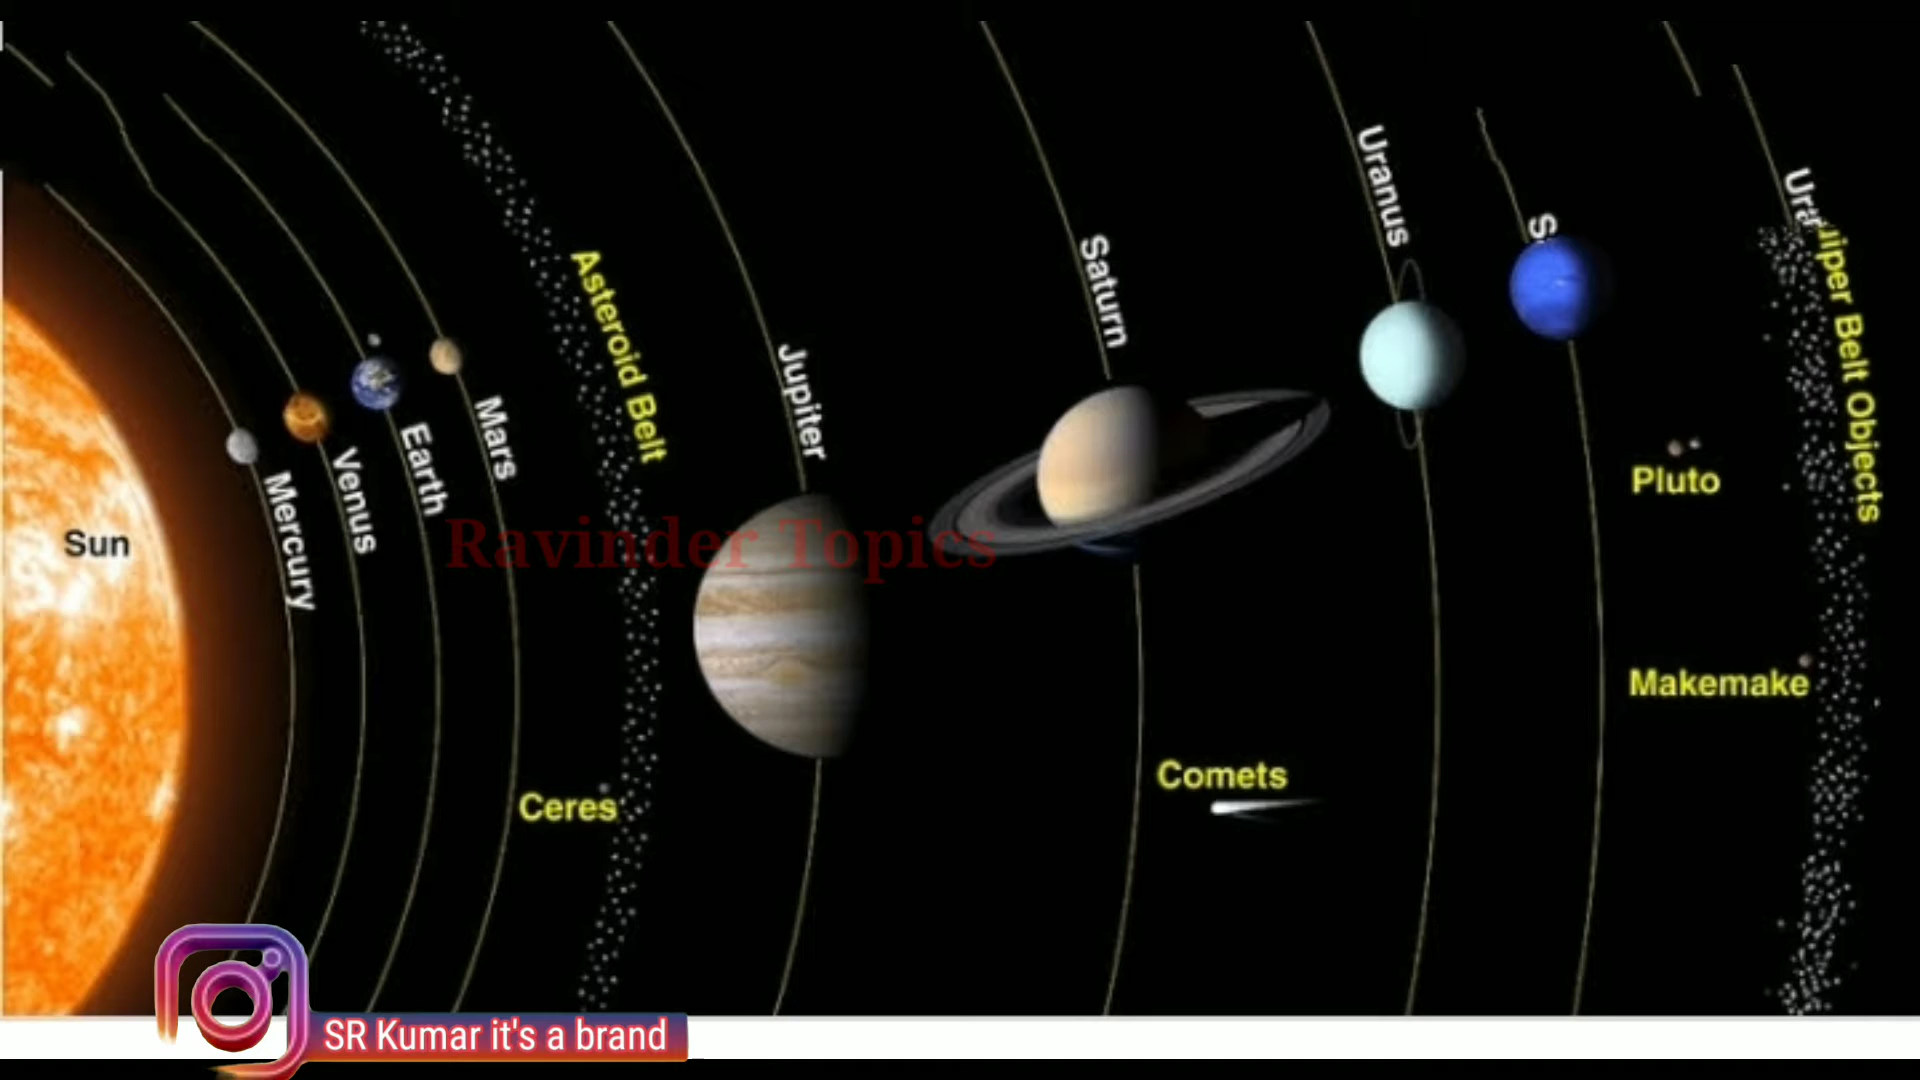 Sun
Mercury
Venus
Earth
Mars
Asteroid Belt
Ceres
Jupiter
Saturn
Comets
Uranus
S
Pluto
Makemake
Belt Objects
Ravinder Topics
SR Kumar it's a brand